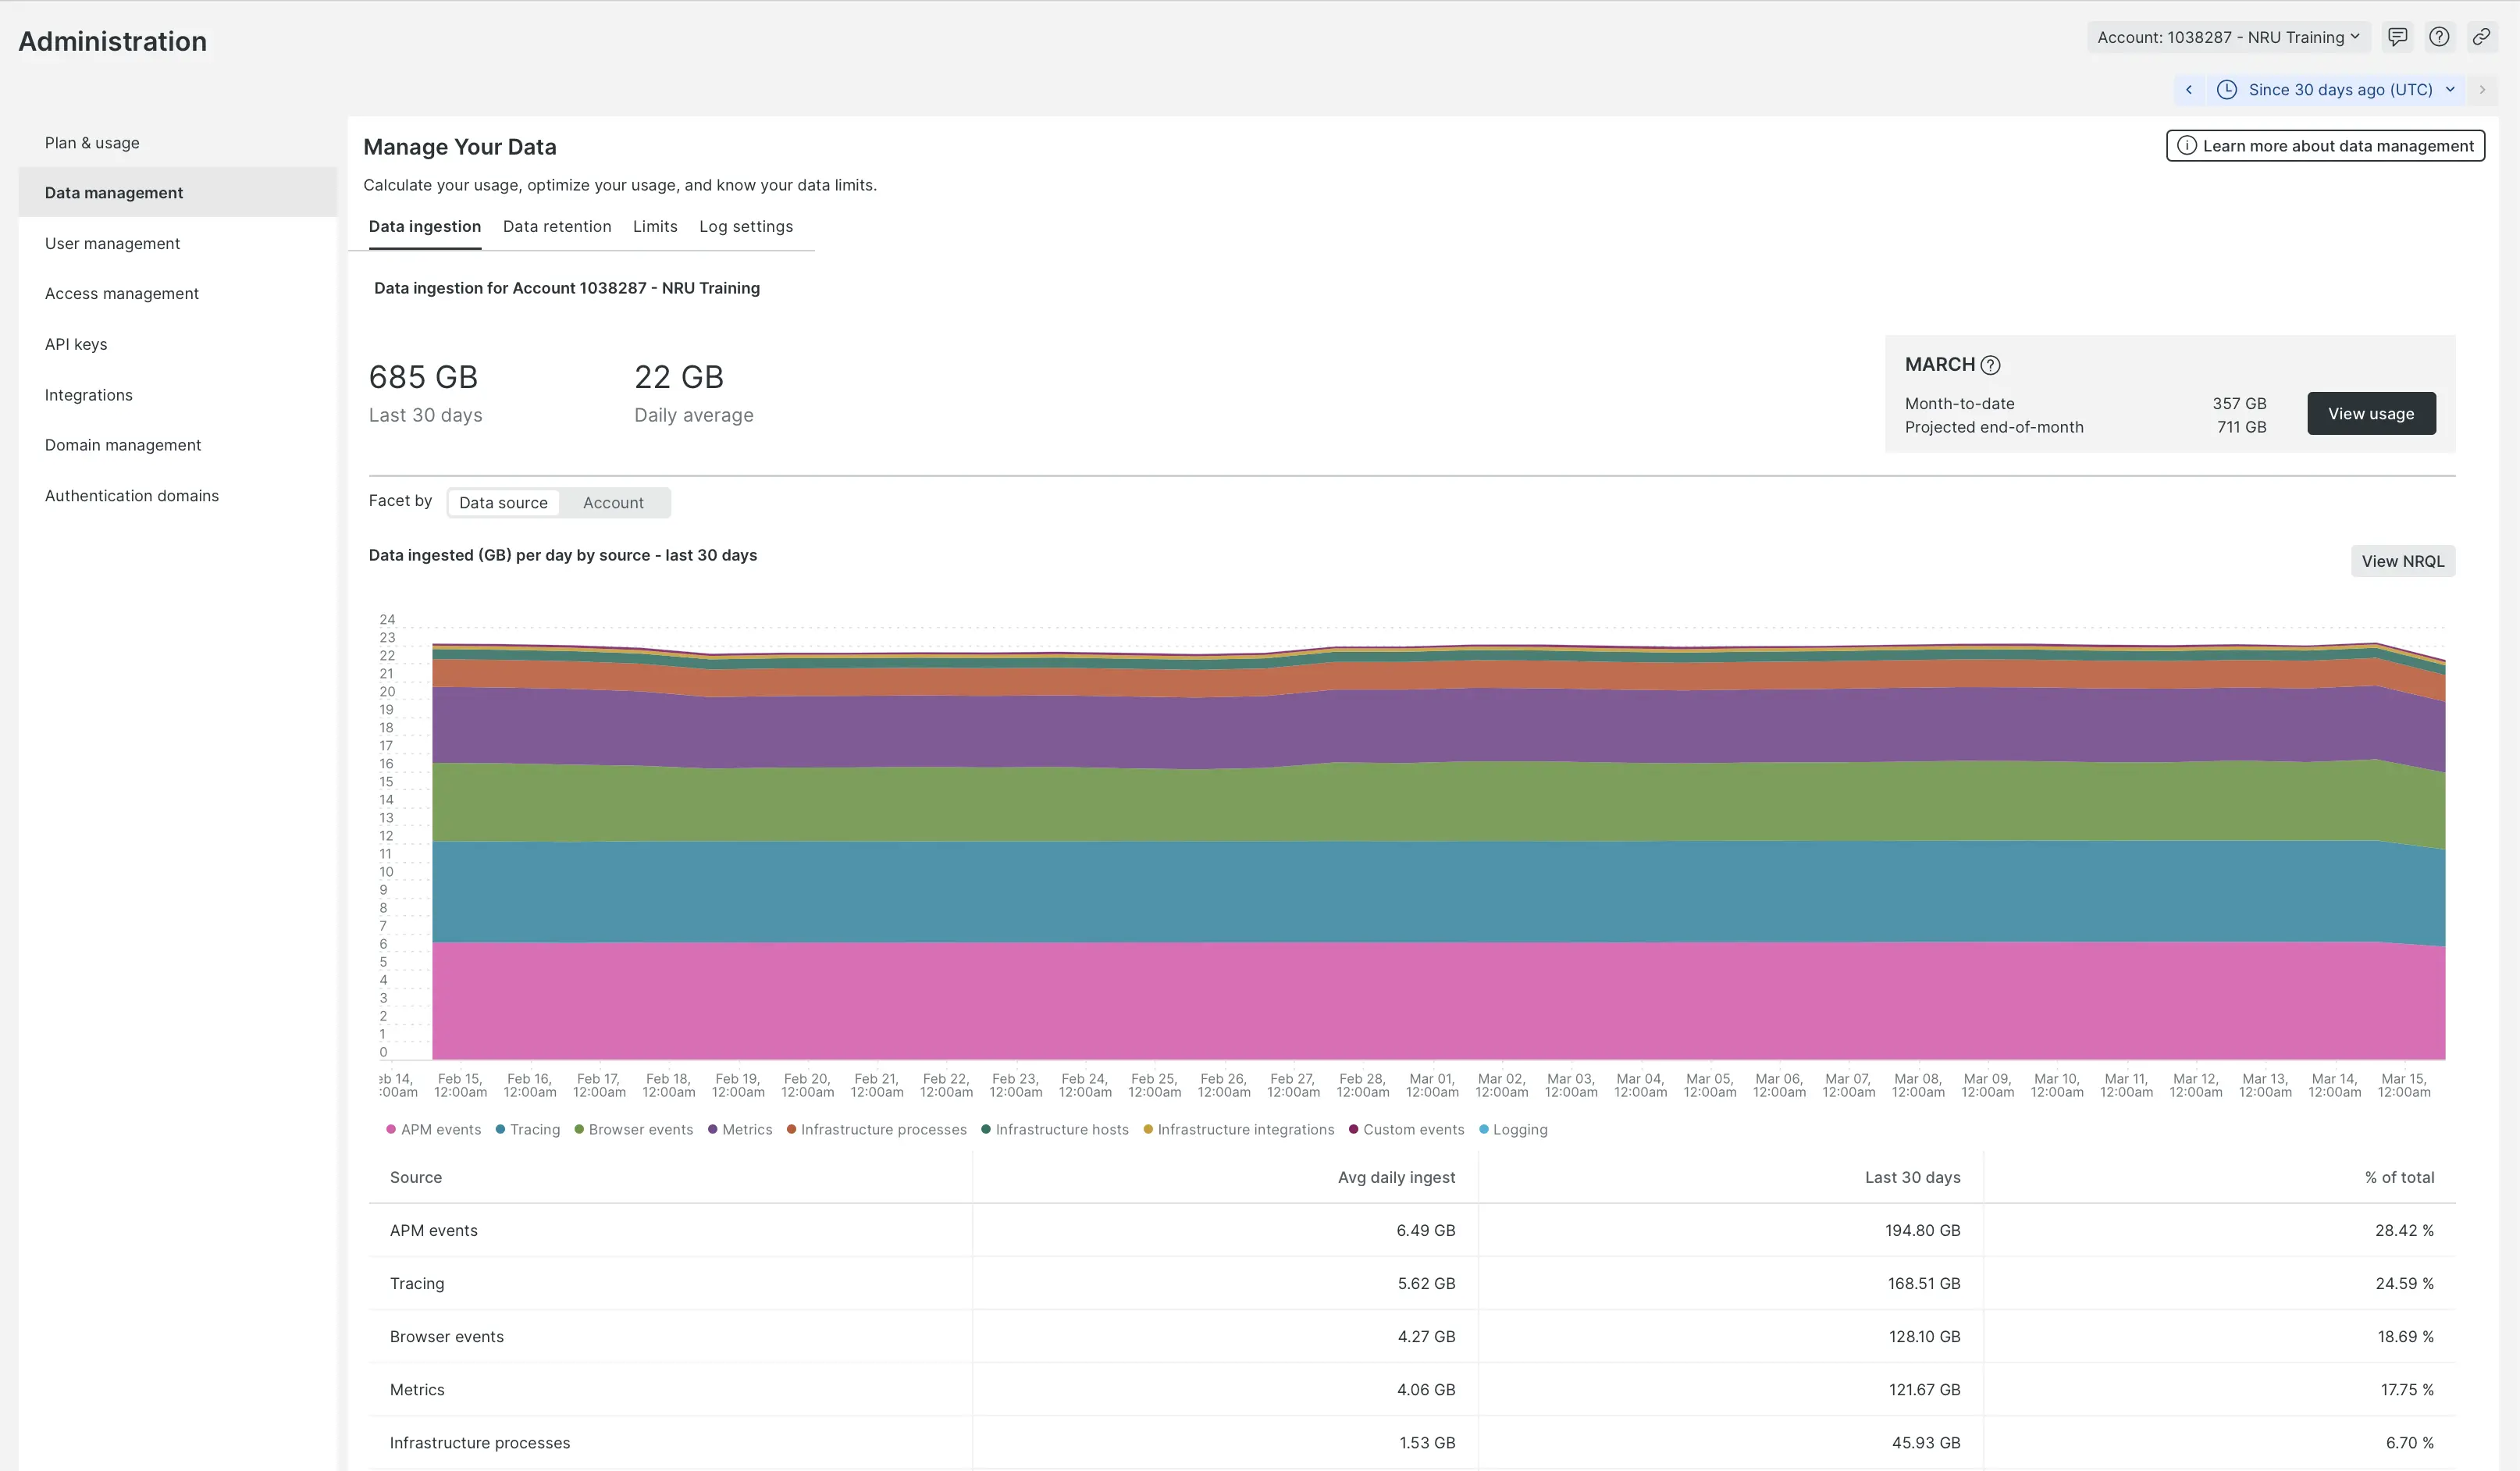 Administration
Account: 1038287 - NRU Training
Since 30 days ago (UTC)
Plan & usage
Data management
User management
Access management
API keys
Integrations
Domain management
Authentication domains
Manage Your Data
Learn more about data management
Calculate your usage, optimize your usage, and know your data limits.
Data ingestion Data retention Limits Log settings
Data ingestion for Account 1038287 - NRU Training
685 GB
Last 30 days
22 GB
Daily average
MARCH
Month-to-date 357 GB
Projected end-of-month 711 GB
View usage
Facet by Data source Account
Data ingested (GB) per day by source - last 30 days
View NRQL
24
23
22
21
20
19
18
17
16
15
14
13
12
11
10
9
8
7
6
5
4
3
2
1
0
eb 14, Feb 15, Feb 16, Feb 17, Feb 18, Feb 19, Feb 20, Feb 21, Feb 22, Feb 23, Feb 24, Feb 25, Feb 26, Feb 27, Feb 28, Mar 01, Mar 02, Mar 03, Mar 04, Mar 05, Mar 06, Mar 07, Mar 08, Mar 09, Mar 10, Mar 11, Mar 12, Mar 13, Mar 14, Mar 15,
:00am 12:00am 12:00am 12:00am 12:00am 12:00am 12:00am 12:00am 12:00am 12:00am 12:00am 12:00am 12:00am 12:00am 12:00am 12:00am 12:00am 12:00am 12:00am 12:00am 12:00am 12:00am 12:00am 12:00am 12:00am 12:00am 12:00am 12:00am 12:00am 12:00am
APM events Tracing Browser events Metrics Infrastructure processes Infrastructure hosts Infrastructure integrations Custom events Logging
Source Avg daily ingest Last 30 days % of total
APM events 6.49 GB 194.80 GB 28.42 %
Tracing 5.62 GB 168.51 GB 24.59 %
Browser events 4.27 GB 128.10 GB 18.69 %
Metrics 4.06 GB 121.67 GB 17.75 %
Infrastructure processes 1.53 GB 45.93 GB 6.70 %